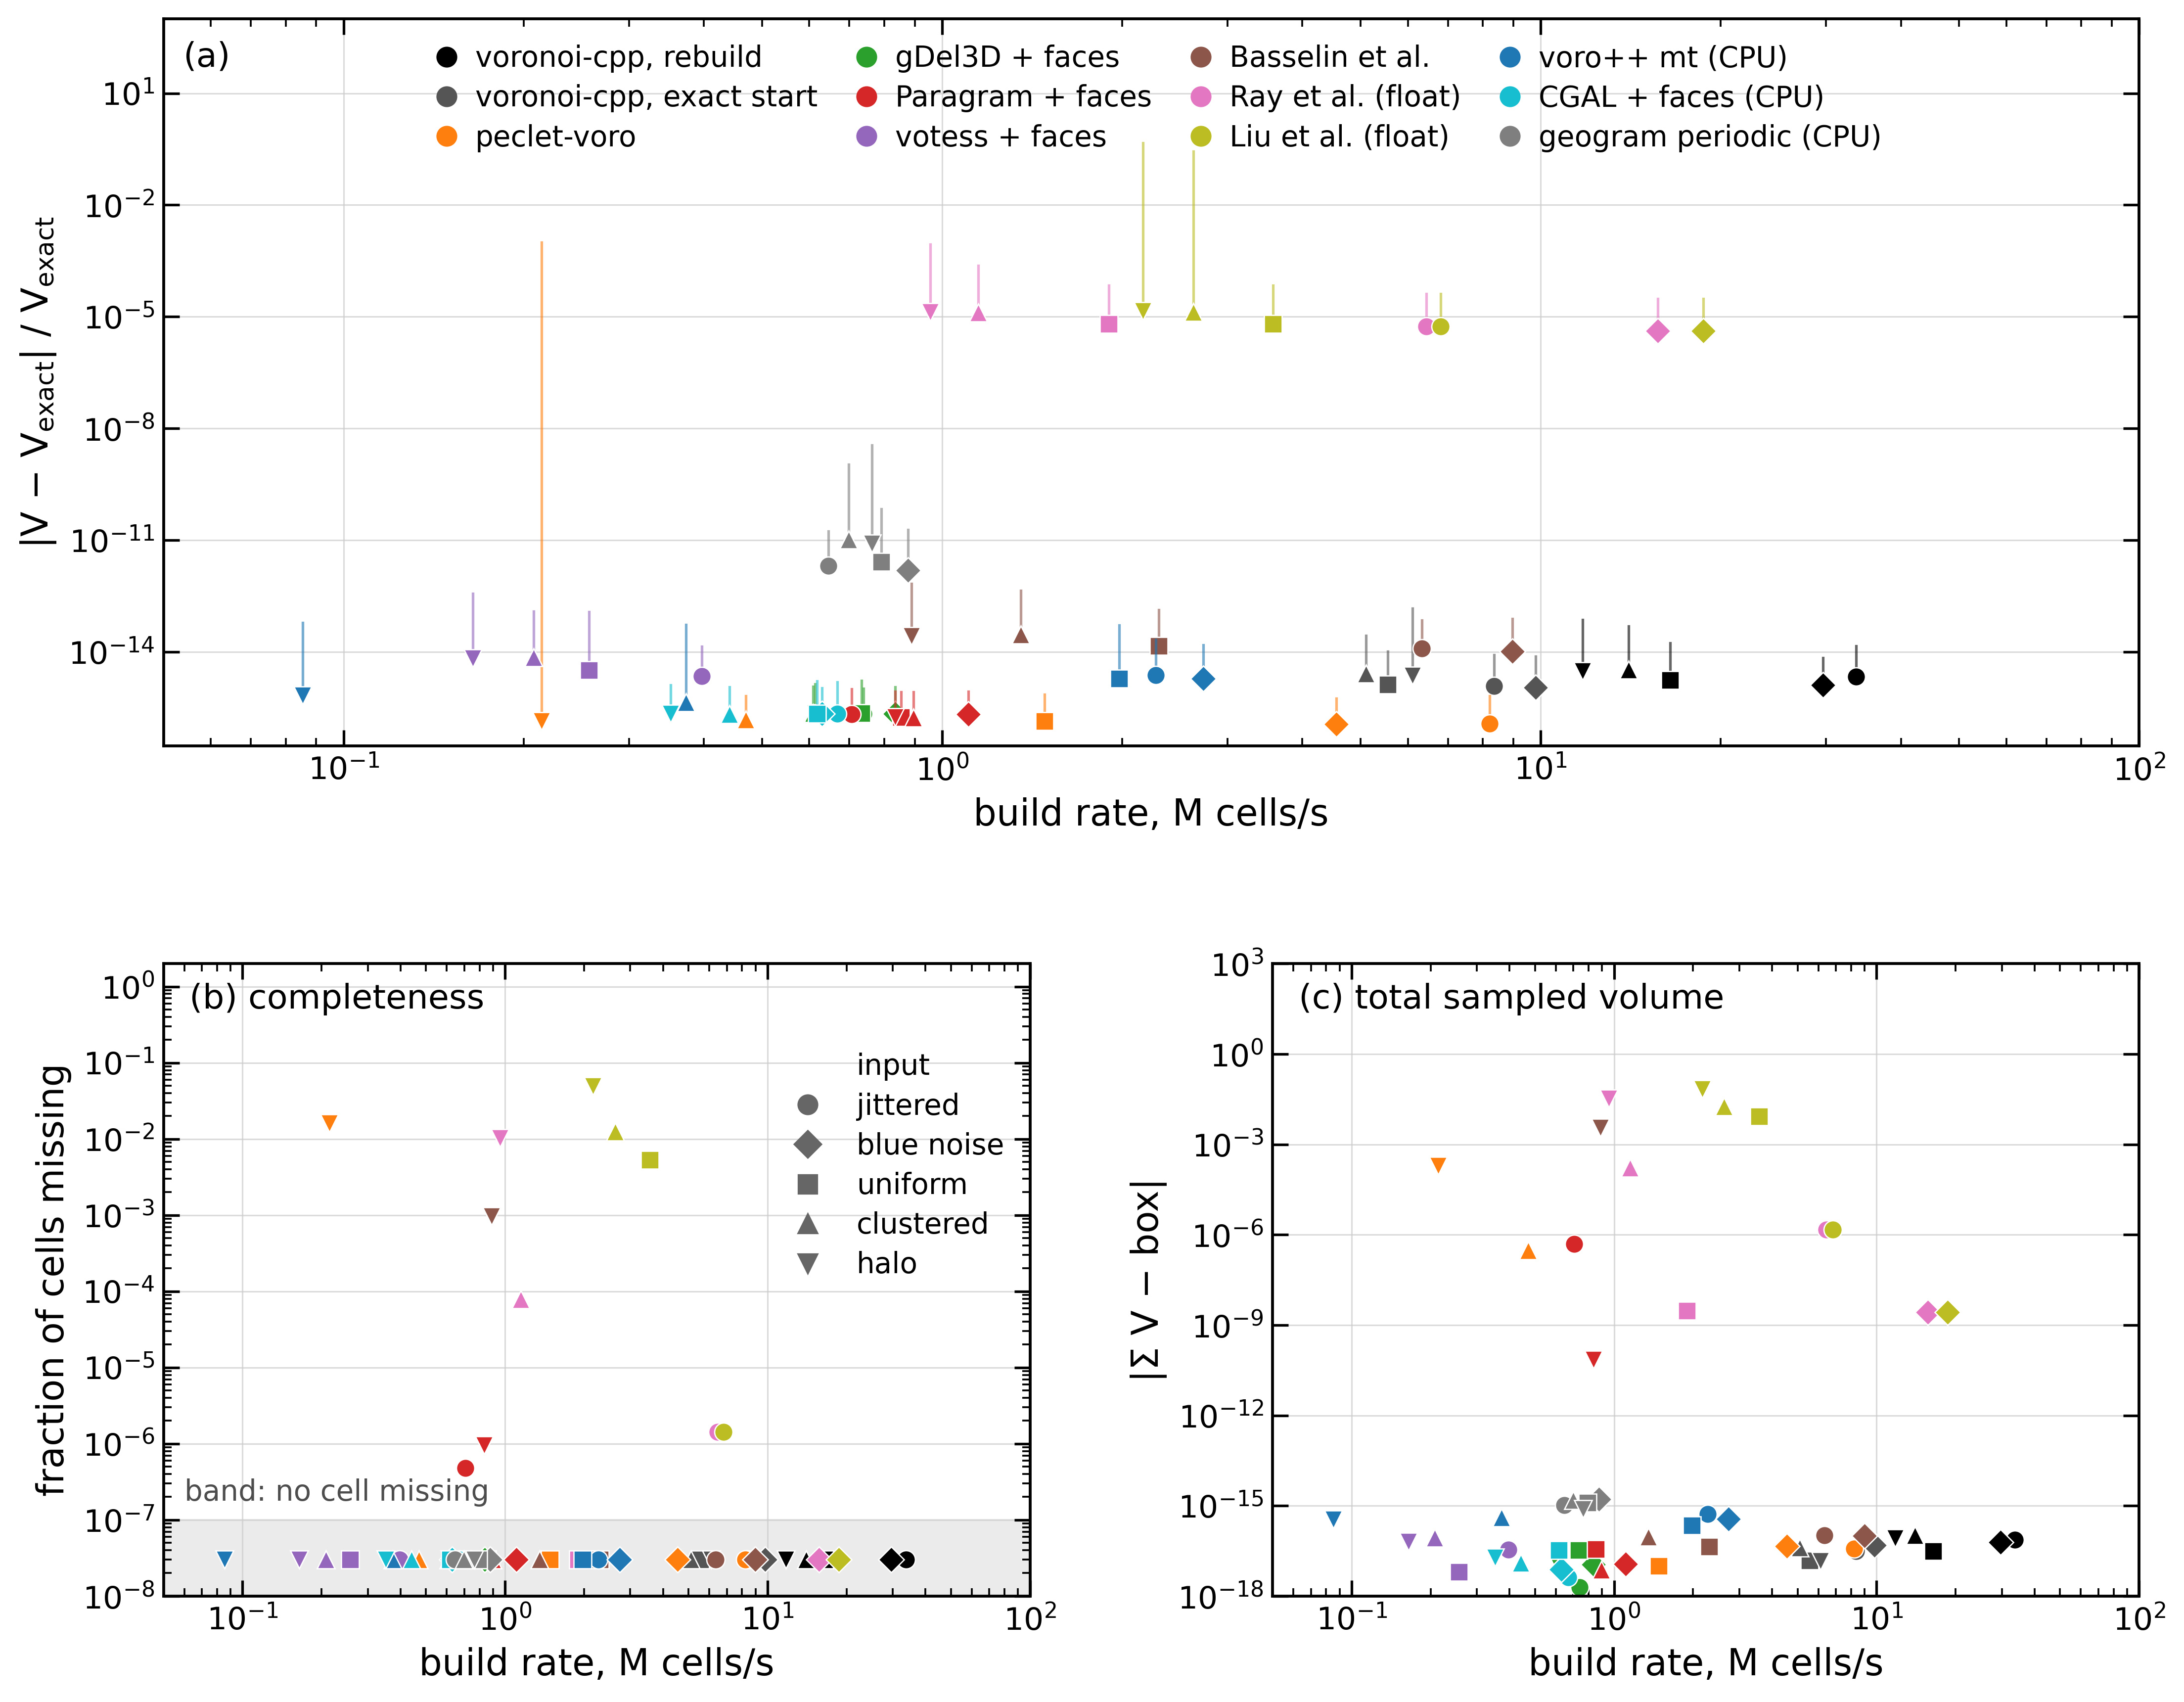 (a)
voronoi-cpp, rebuild
voronoi-cpp, exact start
peclet-voro
gDel3D + faces
Paragram + faces
votess + faces
Basselin et al.
Ray et al. (float)
Liu et al. (float)
voro++ mt (CPU)
CGAL + faces (CPU)
geogram periodic (CPU)
|V − V_exact| / V_exact
10^1
10^−2
10^−5
10^−8
10^−11
10^−14
10^−1
10^0
10^1
10^2
build rate, M cells/s
(b) completeness
fraction of cells missing
10^0
10^−1
10^−2
10^−3
10^−4
10^−5
10^−6
10^−7
10^−8
input
jittered
blue noise
uniform
clustered
halo
band: no cell missing
10^−1
10^0
10^1
10^2
build rate, M cells/s
(c) total sampled volume
|Σ V − box|
10^3
10^0
10^−3
10^−6
10^−9
10^−12
10^−15
10^−18
10^−1
10^0
10^1
10^2
build rate, M cells/s